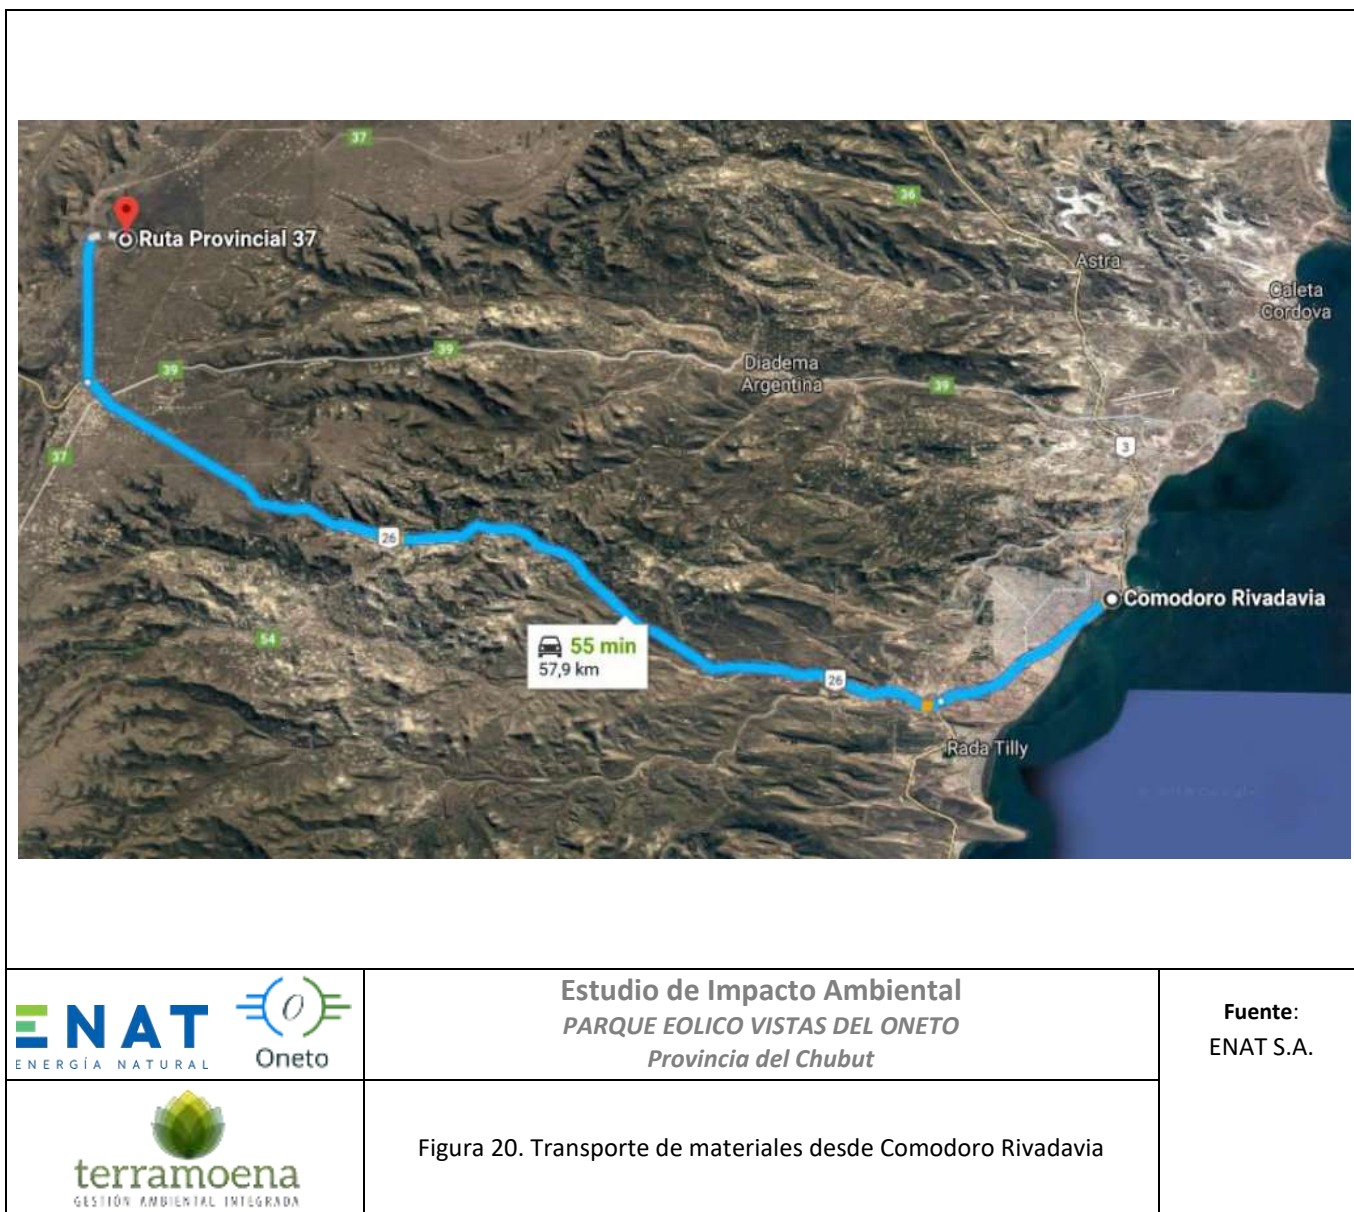 37
36
Ruta Provincial 37
Astra
Caleta
Cordova
39
39
Diadema
Argentina
39
37
3
26
Comodoro Rivadavia
54
55 min
57,9 km
26
Rada Tilly
ENAT
ENERGÍA NATURAL
O
Oneto
Estudio de Impacto Ambiental
PARQUE EOLICO VISTAS DEL ONETO
Provincia del Chubut
Fuente:
ENAT S.A.
terramoena
GESTIÓN AMBIENTAL INTEGRADA
Figura 20. Transporte de materiales desde Comodoro Rivadavia